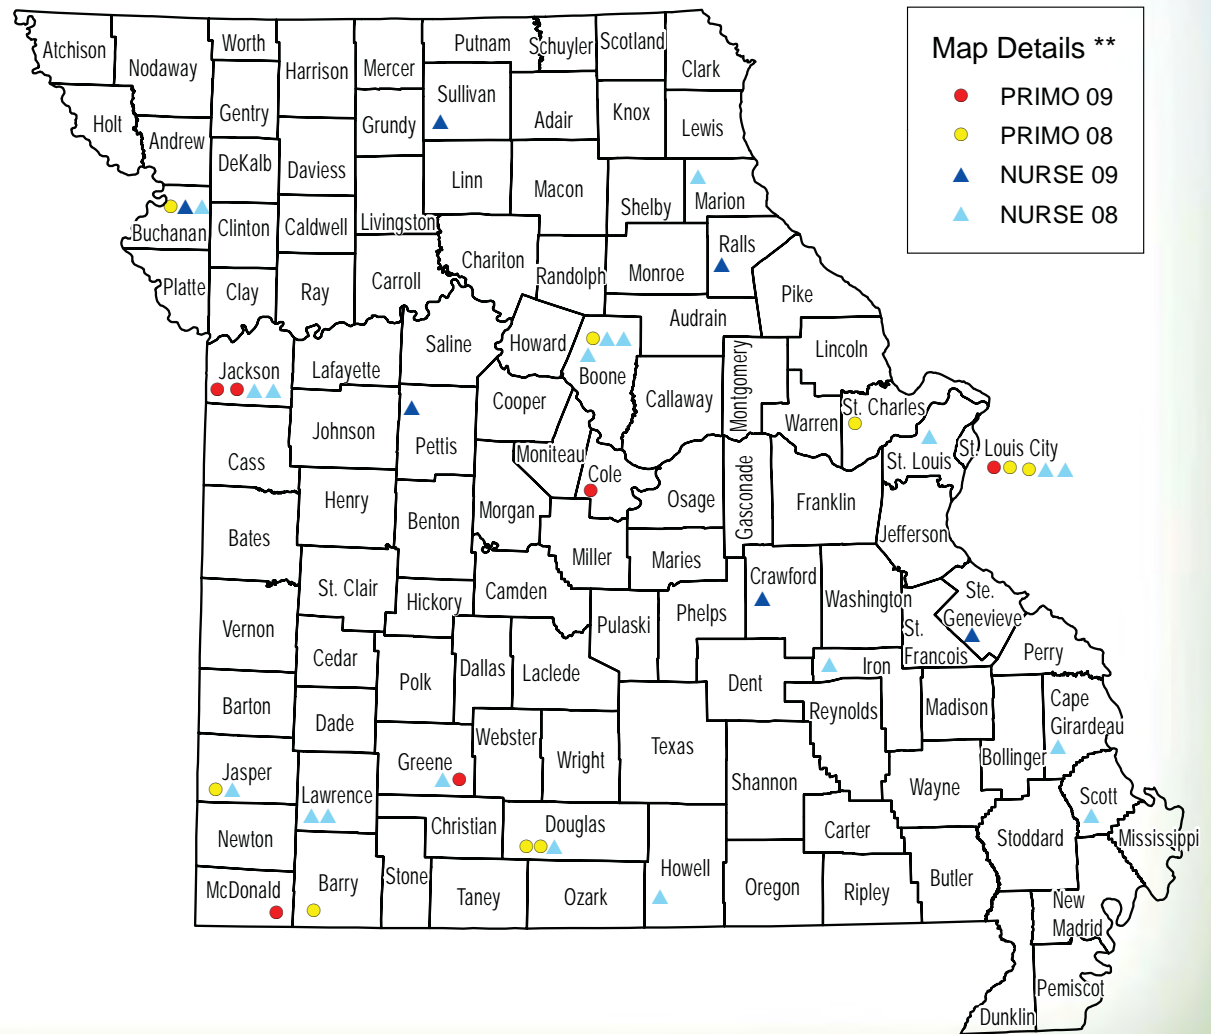 Map Details **
PRIMO 09
PRIMO 08
NURSE 09
NURSE 08
Atchison
Nodaway
Worth
Harrison
Mercer
Putnam
Schuyler
Scotland
Clark
Holt
Andrew
Gentry
Grundy
Sullivan
Adair
Knox
Lewis
DeKalb
Daviess
Livingston
Linn
Macon
Shelby
Marion
Buchanan
Clinton
Caldwell
Chariton
Randolph
Monroe
Ralls
Platte
Clay
Ray
Carroll
Audrain
Pike
Jackson
Lafayette
Saline
Howard
Boone
Callaway
Montgomery
Lincoln
Warren
St. Charles
St. Louis
St. Louis City
Cass
Johnson
Pettis
Cooper
Moniteau
Cole
Osage
Gasconade
Franklin
Jefferson
Bates
Henry
Benton
Morgan
Miller
Maries
Crawford
Washington
Ste.
Genevieve
St.
Francois
Perry
Vernon
St. Clair
Hickory
Camden
Pulaski
Phelps
Iron
Cedar
Polk
Dallas
Laclede
Dent
Reynolds
Madison
Cape
Girardeau
Barton
Dade
Webster
Wright
Texas
Shannon
Wayne
Bollinger
Scott
Jasper
Lawrence
Greene
Christian
Douglas
Howell
Carter
Stoddard
Mississippi
Newton
McDonald
Barry
Stone
Taney
Ozark
Oregon
Ripley
Butler
New
Madrid
Pemiscot
Dunklin